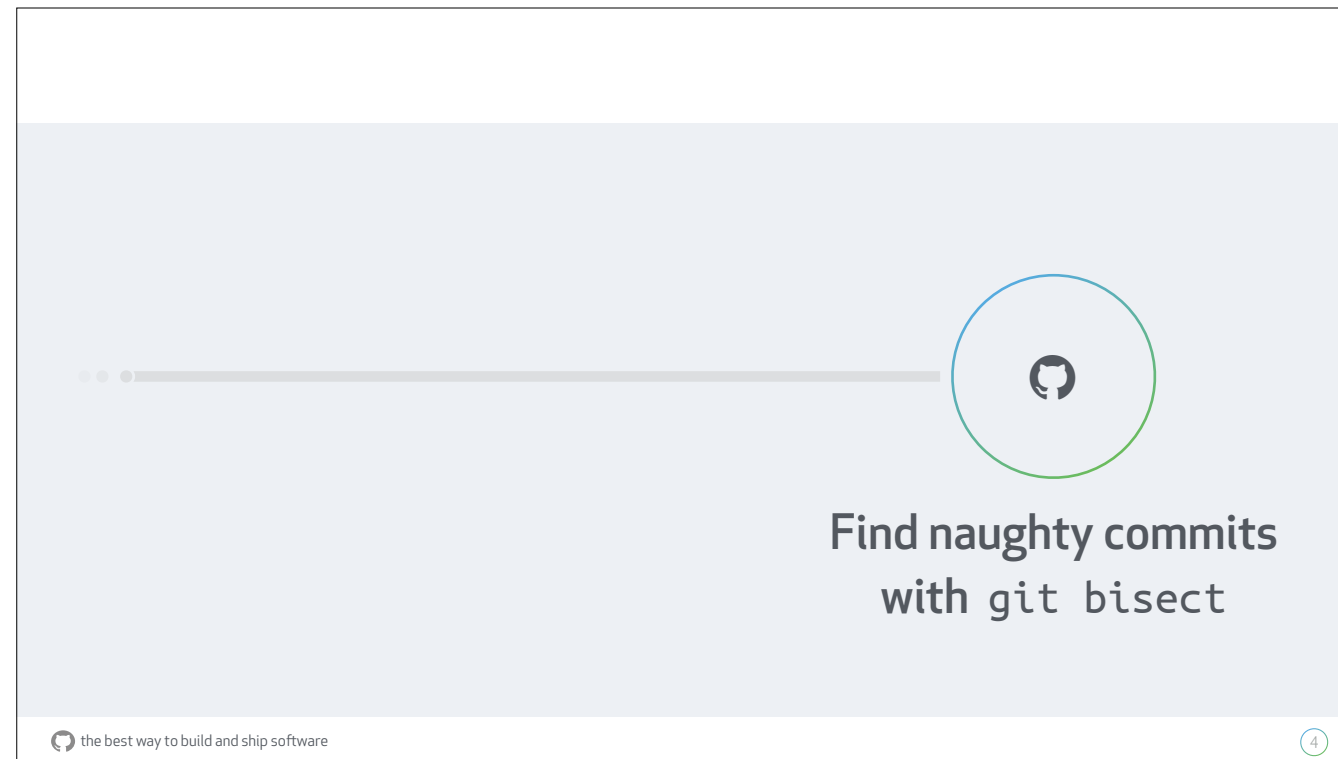 Find naughty commits
with git bisect
the best way to build and ship software
4